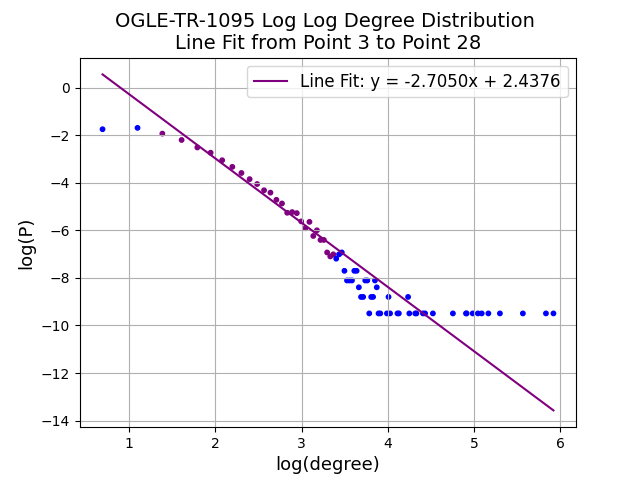 OGLE-TR-1095 Log Log Degree Distribution
Line Fit from Point 3 to Point 28
Line Fit: y = -2.7050x + 2.4376
0
−2
−4
−6
−8
−10
−12
−14
log(P)
1 2 3 4 5 6
log(degree)